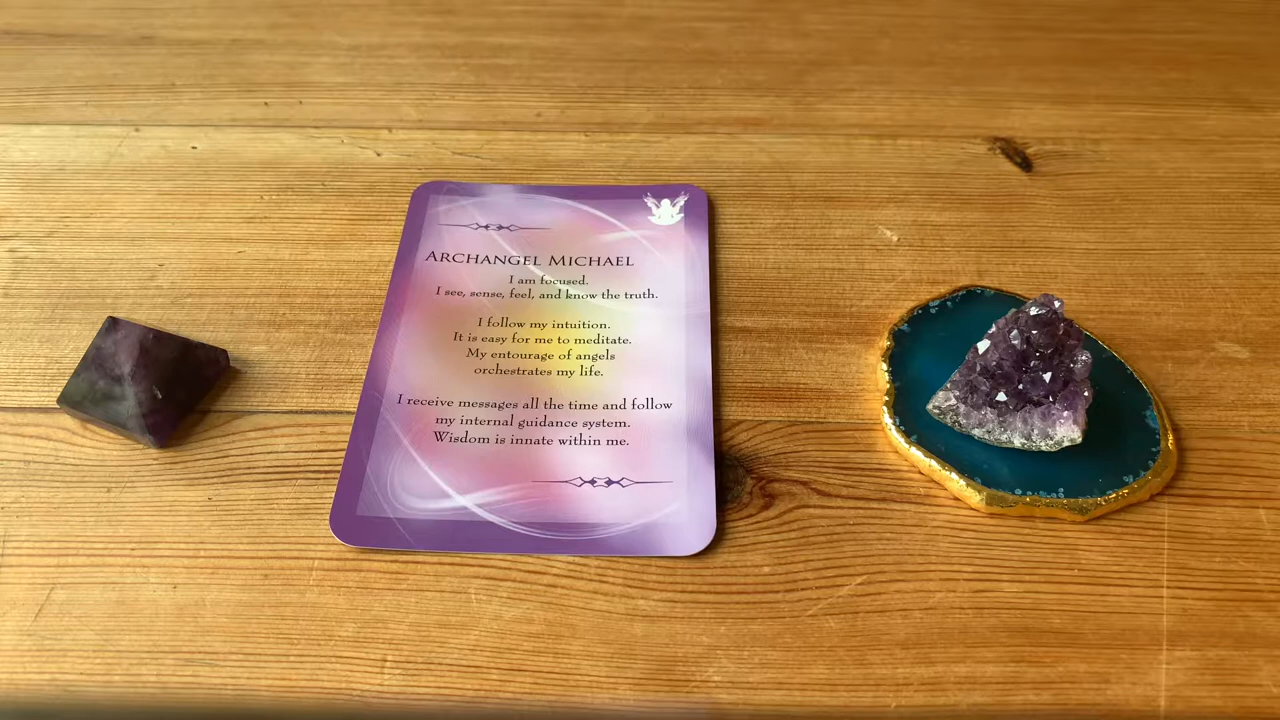 Archangel Michael
I am focused.
I see, sense, feel, and know the truth.
I follow my intuition.
It is easy for me to meditate.
My entourage of angels
orchestrates my life.
I receive messages all the time and follow
my internal guidance system.
Wisdom is innate within me.